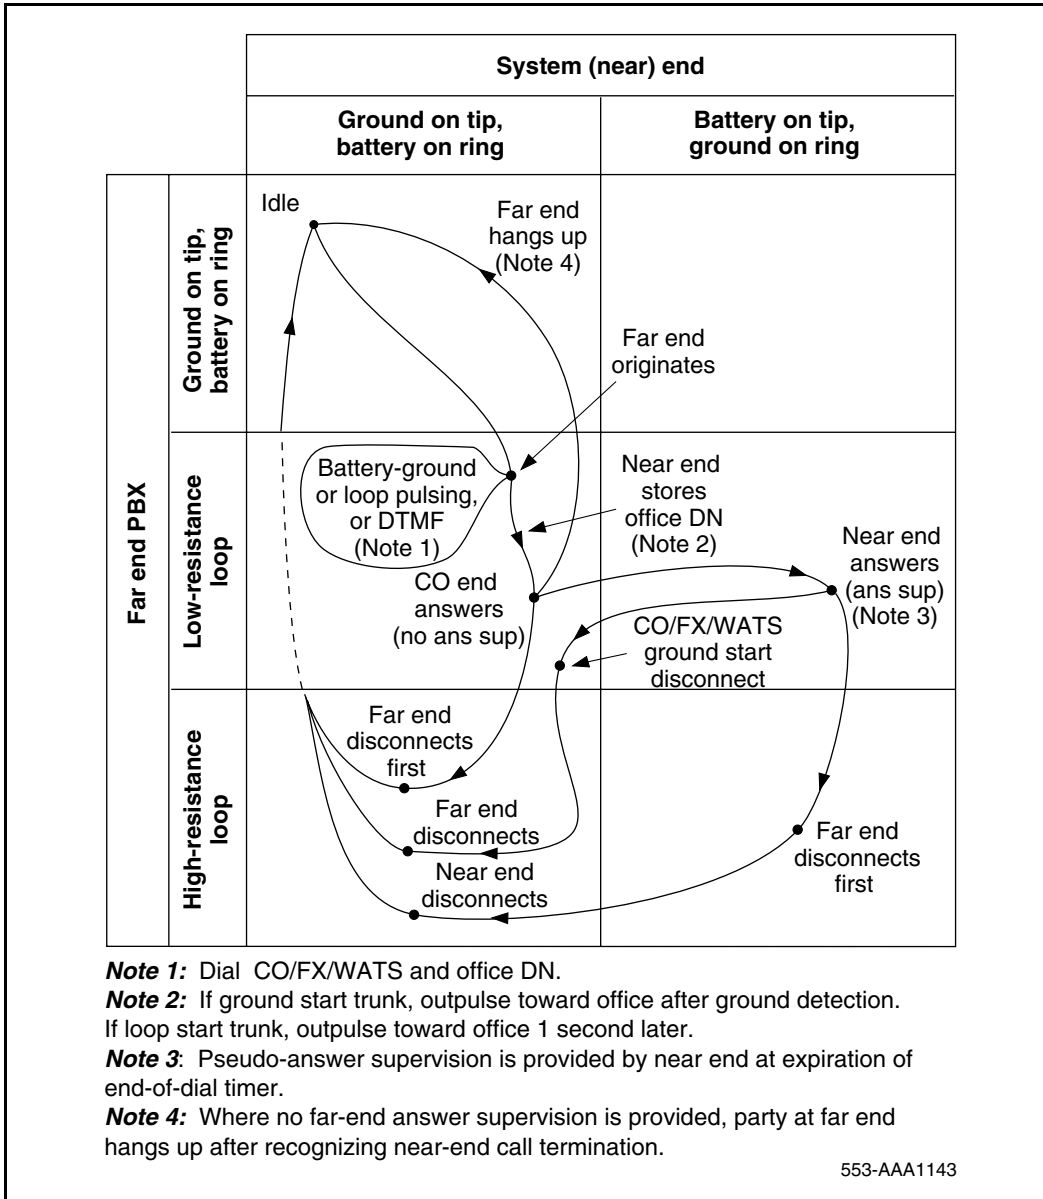 System (near) end
Ground on tip,
battery on ring
Battery on tip,
ground on ring
Far end PBX
Ground on tip,
battery on ring
Idle
Far end
hangs up
(Note 4)
Far end
originates
Low-resistance
loop
Battery-ground
or loop pulsing,
or DTMF
(Note 1)
Near end
stores
office DN
(Note 2)
Near end
answers
(ans sup)
(Note 3)
CO end
answers
(no ans sup)
CO/FX/WATS
ground start
disconnect
High-resistance
loop
Far end
disconnects
first
Far end
disconnects
Near end
disconnects
Far end
disconnects
first
Note 1: Dial CO/FX/WATS and office DN.
Note 2: If ground start trunk, outpulse toward office after ground detection.
If loop start trunk, outpulse toward office 1 second later.
Note 3: Pseudo-answer supervision is provided by near end at expiration of
end-of-dial timer.
Note 4: Where no far-end answer supervision is provided, party at far end
hangs up after recognizing near-end call termination.
553-AAA1143